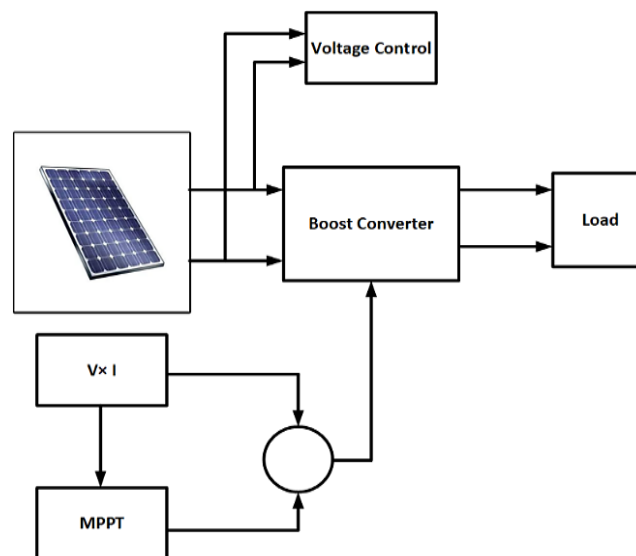 Voltage Control
Boost Converter
Load
V× I
MPPT